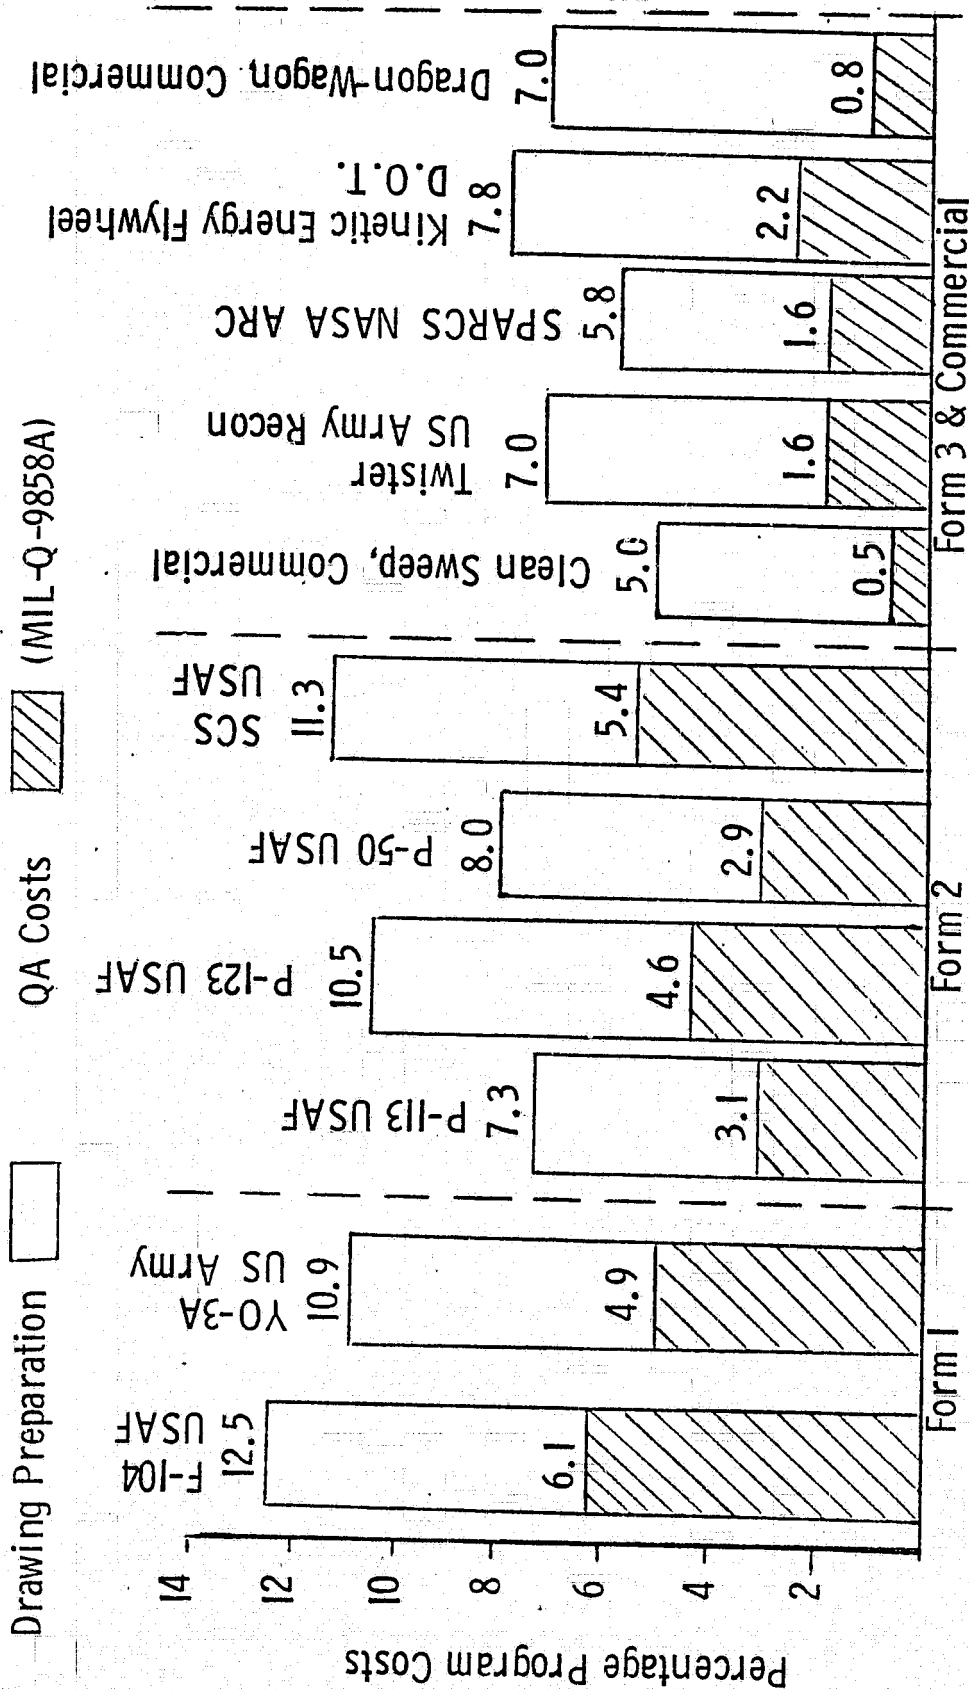 Drawing Preparation QA Costs (MIL-Q-9858A)
Percentage Program Costs
14
12
10
8
6
4
2
F-104
USAF
12.5
6.1
YO-3A
US Army
10.9
4.9
P-113 USAF
7.3
3.1
P-123 USAF
10.5
4.6
P-50 USAF
8.0
2.9
SCS
USAF
11.3
5.4
Clean Sweep, Commercial
5.0
0.5
Twister
US Army Recon
7.0
1.6
SPARCS NASA ARC
5.8
1.6
Kinetic Energy Flywheel
D.O.T.
7.8
2.2
Dragon-Wagon, Commercial
7.0
0.8
Form 1
Form 2
Form 3 & Commercial